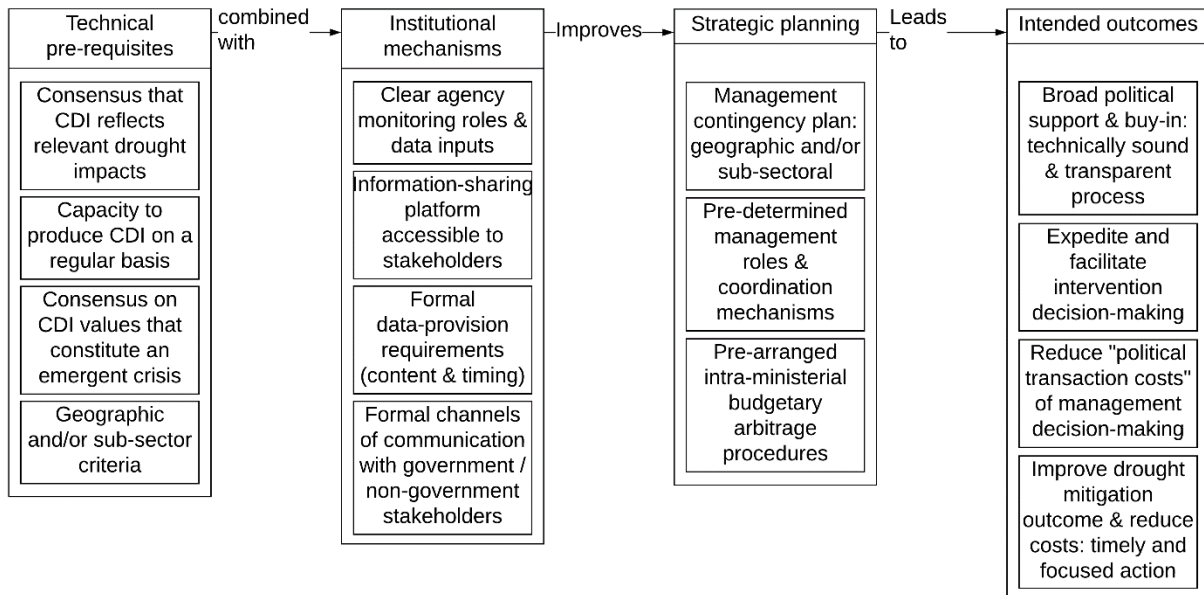 Technical
pre-requisites
combined
with
Institutional
mechanisms
Improves
Strategic planning
Leads
to
Intended outcomes
Consensus that
CDI reflects
relevant drought
impacts
Capacity to
produce CDI on a
regular basis
Consensus on
CDI values that
constitute an
emergent crisis
Geographic
and/or sub-sector
criteria
Clear agency
monitoring roles &
data inputs
Information-sharing
platform
accessible to
stakeholders
Formal
data-provision
requirements
(content & timing)
Formal channels
of communication
with government /
non-government
stakeholders
Management
contingency plan:
geographic and/or
sub-sectoral
Pre-determined
management
roles &
coordination
mechanisms
Pre-arranged
intra-ministerial
budgetary
arbitrage
procedures
Broad political
support & buy-in:
technically sound
& transparent
process
Expedite and
facilitate
intervention
decision-making
Reduce "political
transaction costs"
of management
decision-making
Improve drought
mitigation
outcome & reduce
costs: timely and
focused action